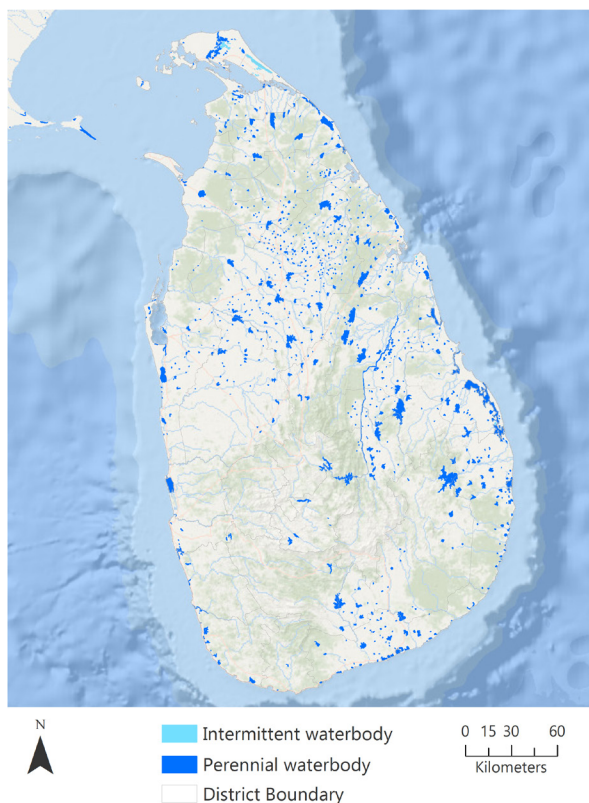 N
Intermittent waterbody
Perennial waterbody
District Boundary
0 15 30 60
Kilometers